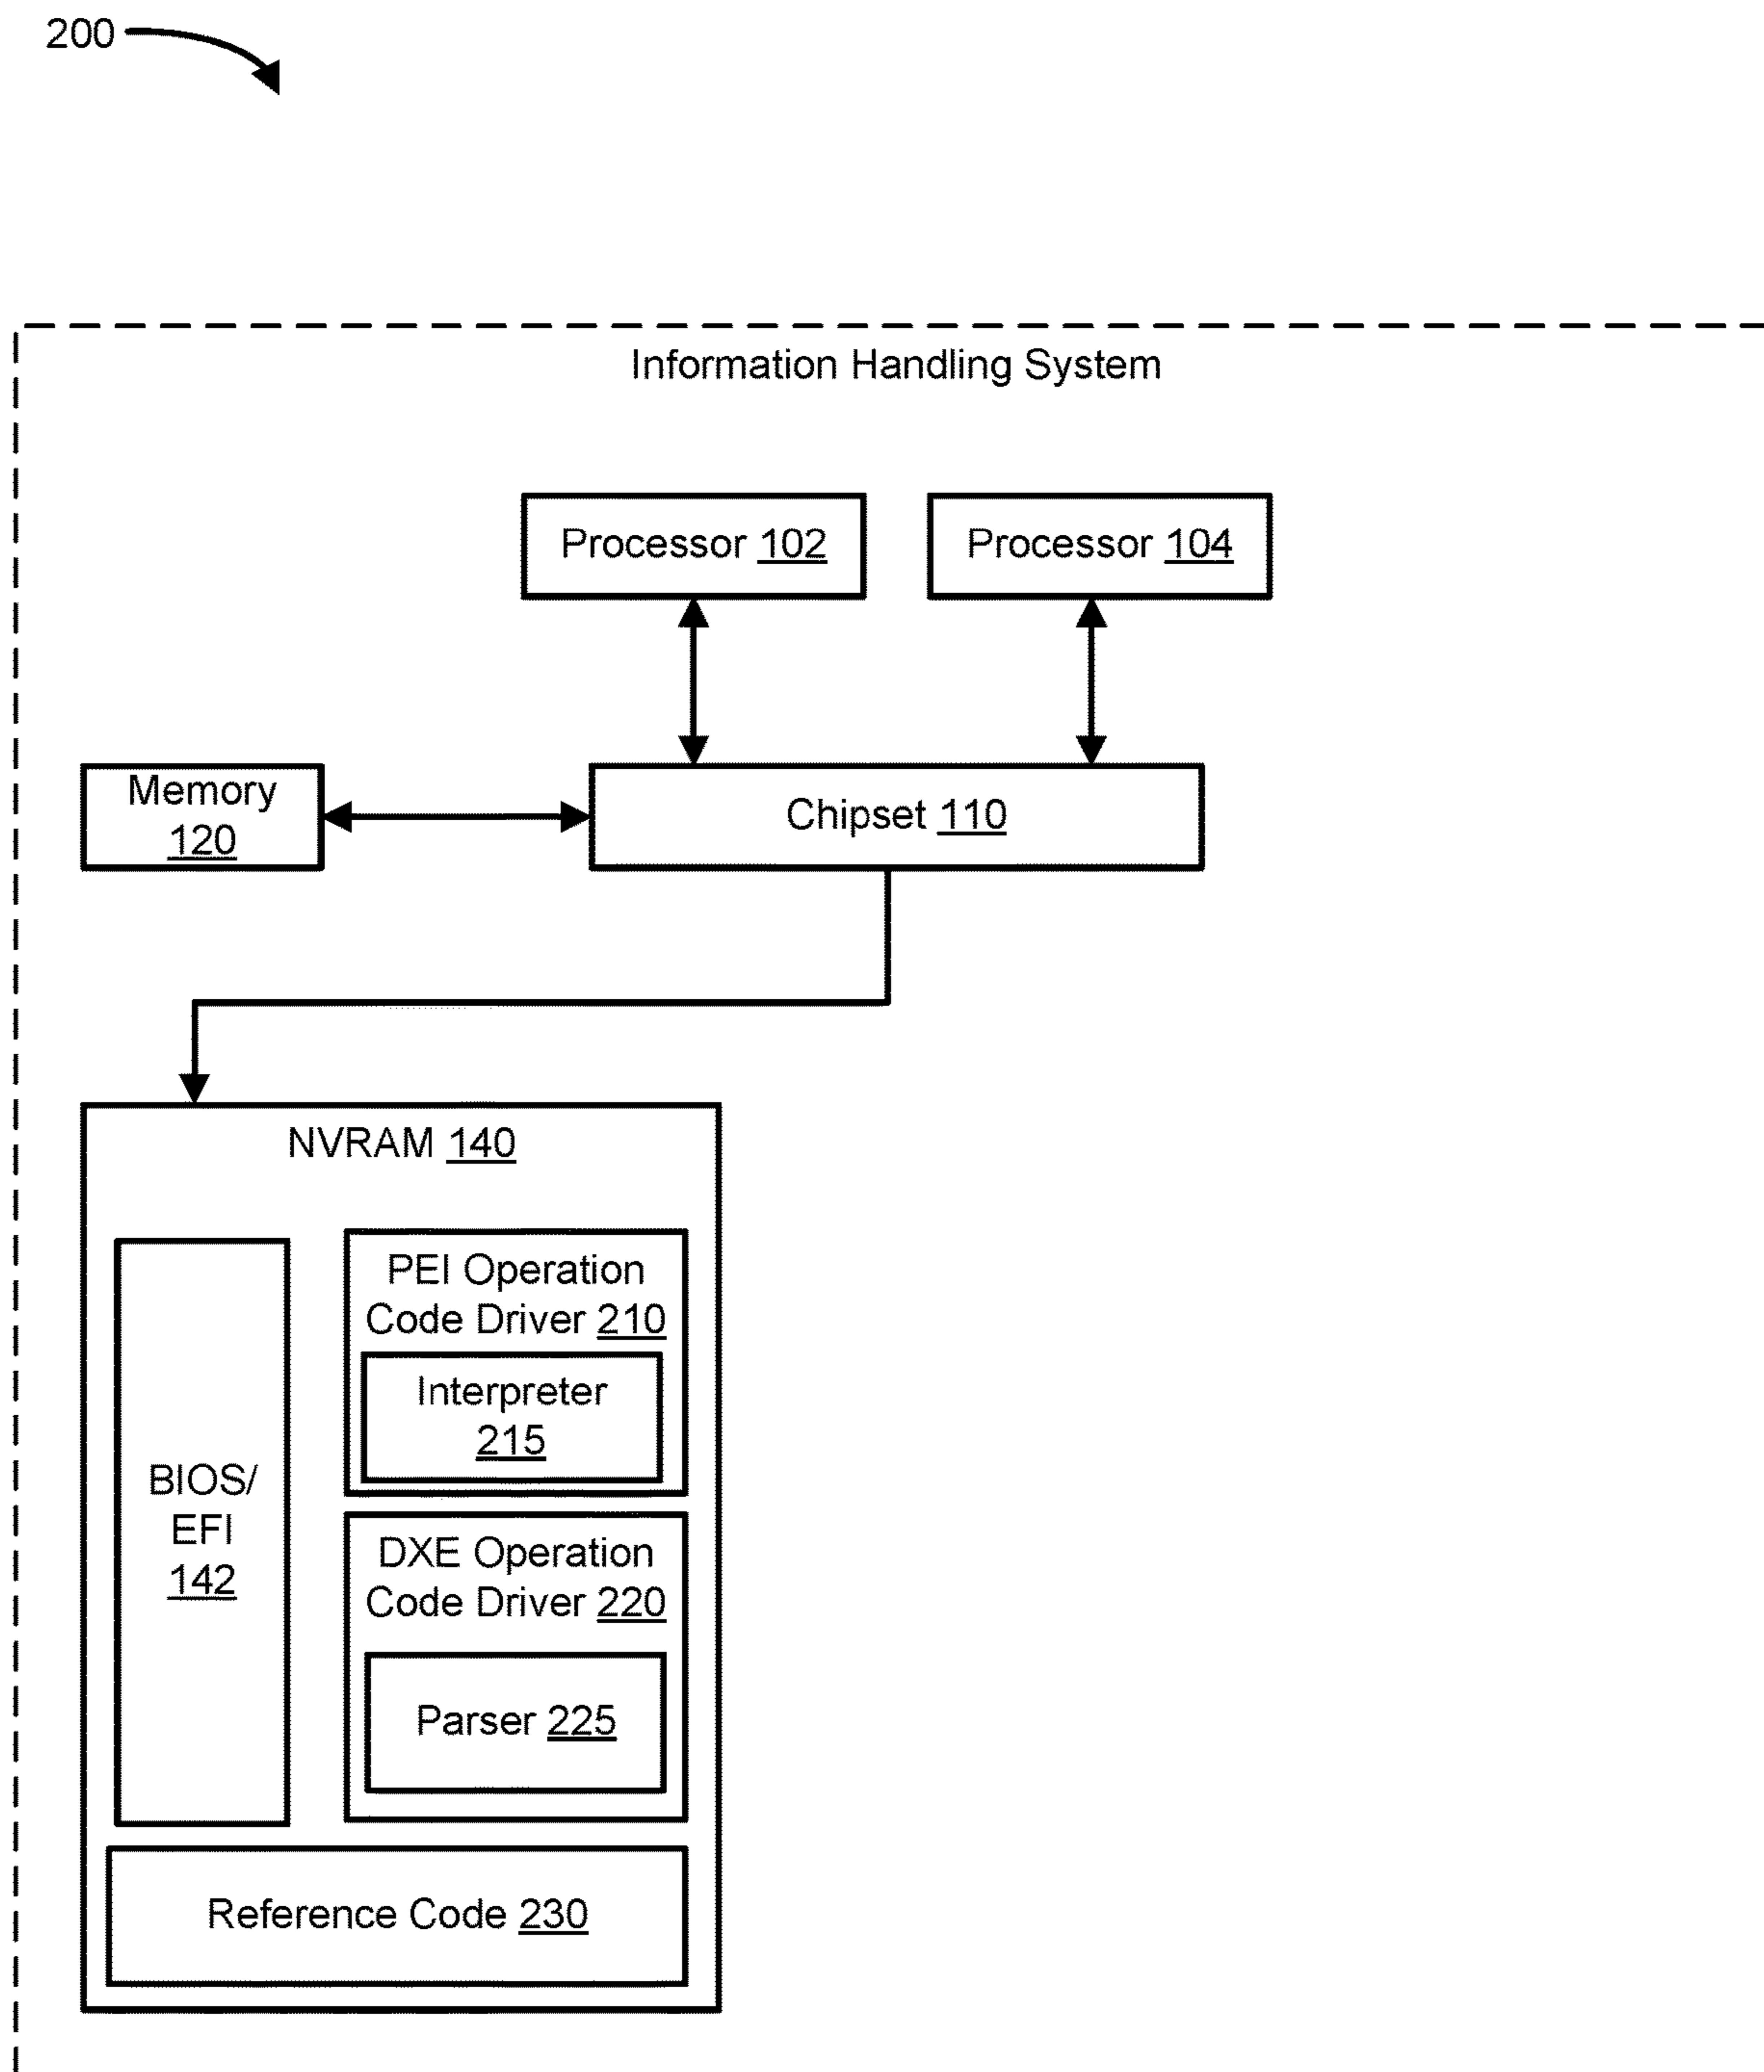 200
Information Handling System
Processor 102
Processor 104
Memory
120
Chipset 110
NVRAM 140
BIOS/
EFI
142
PEI Operation
Code Driver 210
Interpreter
215
DXE Operation
Code Driver 220
Parser 225
Reference Code 230